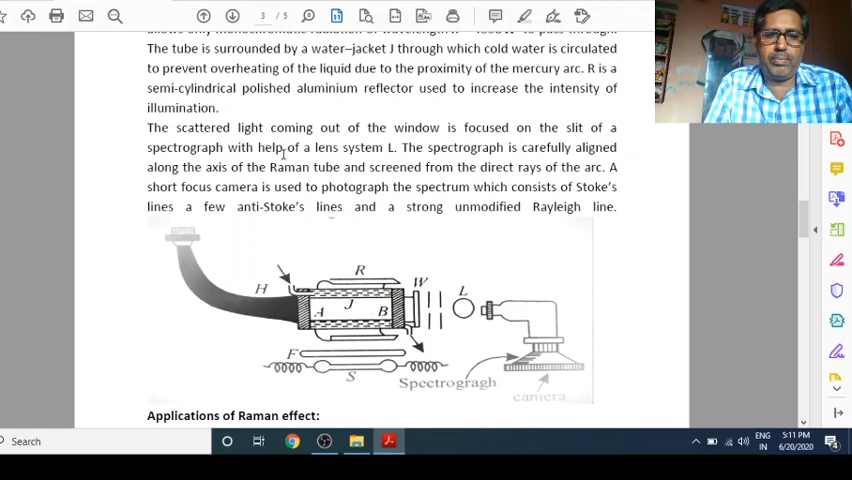 3 / 5
The tube is surrounded by a water–jacket J through which cold water is circulated
to prevent overheating of the liquid due to the proximity of the mercury arc. R is a
semi-cylindrical polished aluminium reflector used to increase the intensity of
illumination.
The scattered light coming out of the window is focused on the slit of a
spectrograph with help of a lens system L. The spectrograph is carefully aligned
along the axis of the Raman tube and screened from the direct rays of the arc. A
short focus camera is used to photograph the spectrum which consists of Stoke's
lines a few anti-Stoke's lines and a strong unmodified Rayleigh line.
H
R
W
L
A
J
B
F
S
Spectrogragh
camera
Applications of Raman effect:
Search
ENG
IN
5:11 PM
6/20/2020
4